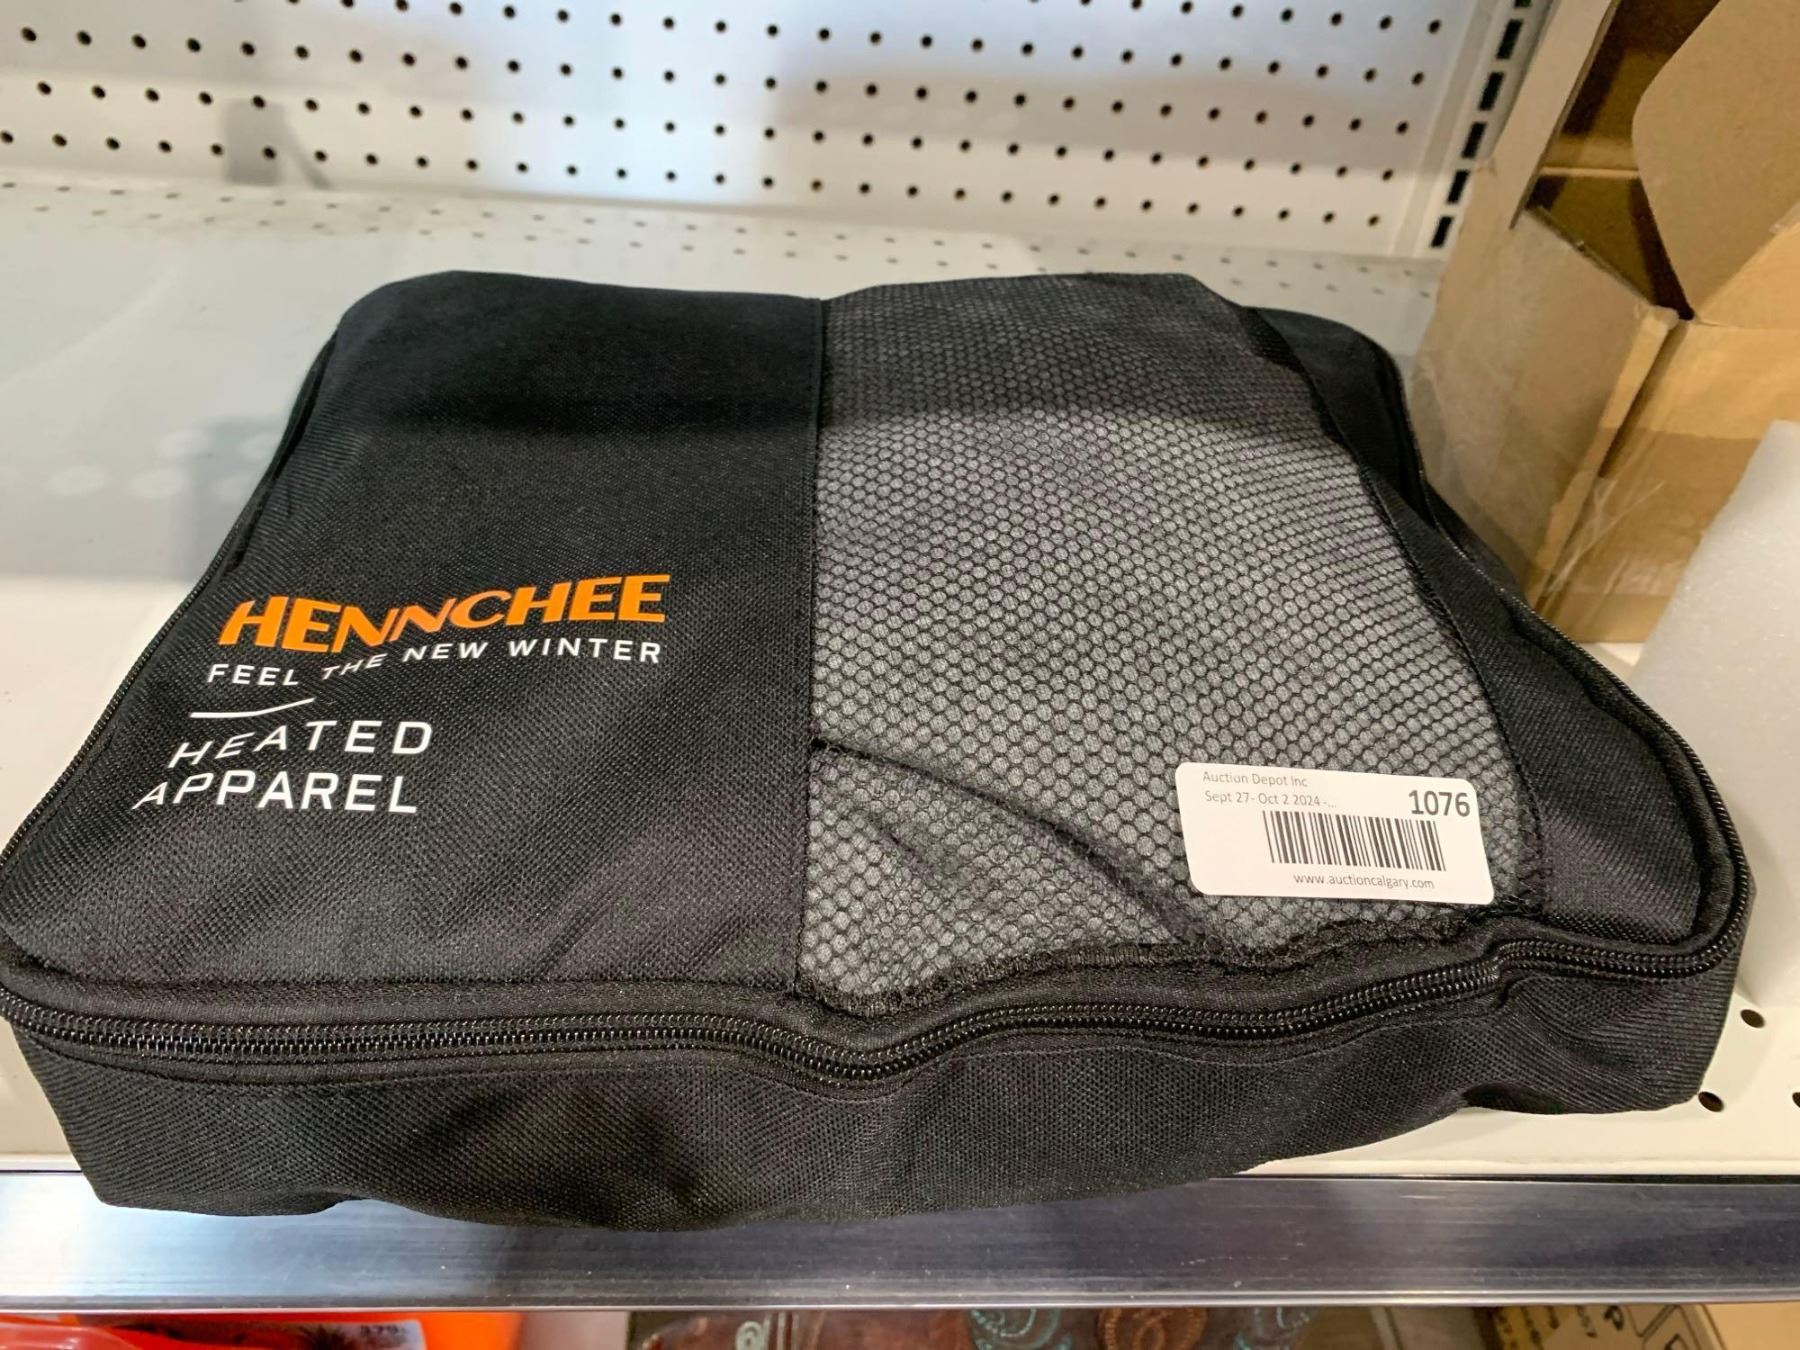 HENNCHEE
FEEL THE NEW WINTER
HEATED
APPAREL
Auction Depot Inc
Sept 27- Oct 2 2024 -...
1076
www.auctioncalgary.com